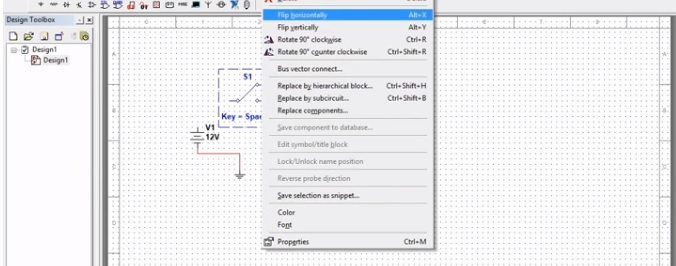 Design Toolbox
Design1
Design1
S1
Key = Spa
V1
12V
Flip horizontally Alt+X
Flip vertically Alt+Y
Rotate 90° clockwise Ctrl+R
Rotate 90° counter clockwise Ctrl+Shift+R
Bus vector connect...
Replace by hierarchical block... Ctrl+Shift+H
Replace by subcircuit... Ctrl+Shift+B
Replace components...
Save component to database...
Edit symbol/title block
Lock/Unlock name position
Reverse probe direction
Save selection as snippet...
Color
Font
Properties Ctrl+M